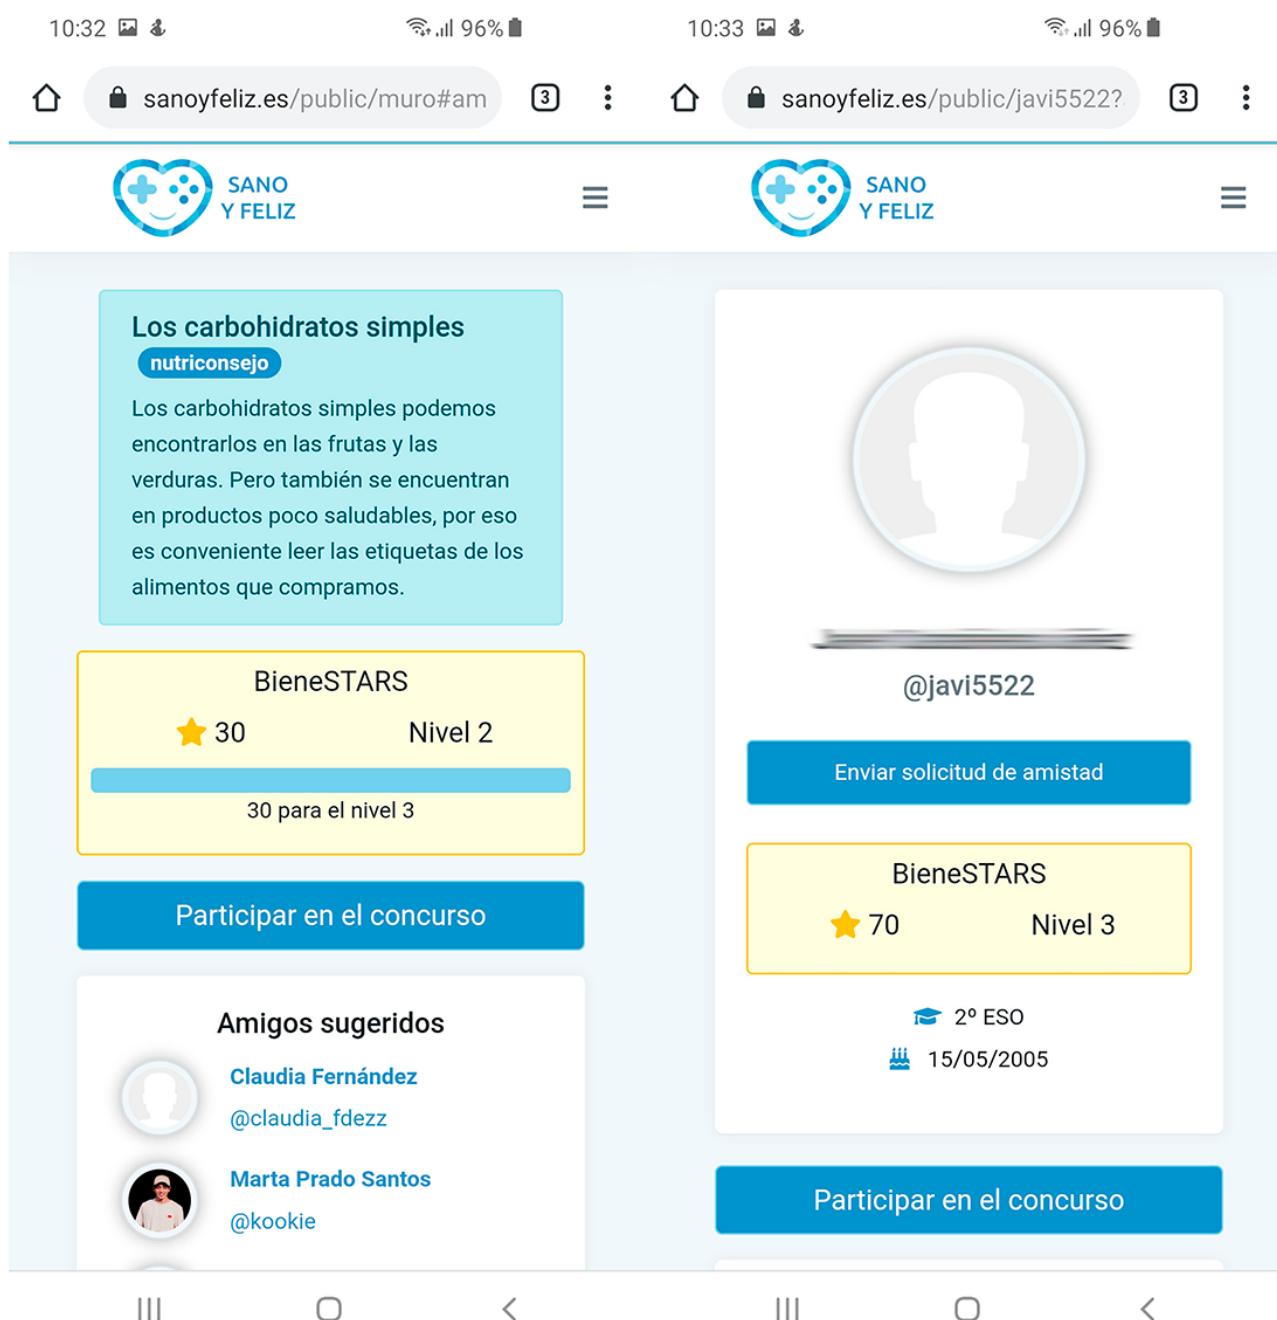 10:32
96%
sanoyfeliz.es/public/muro#am
3
SANO
Y FELIZ
Los carbohidratos simples
nutriconsejo
Los carbohidratos simples podemos
encontrarlos en las frutas y las
verduras. Pero también se encuentran
en productos poco saludables, por eso
es conveniente leer las etiquetas de los
alimentos que compramos.
BieneSTARS
30 Nivel 2
30 para el nivel 3
Participar en el concurso
Amigos sugeridos
Claudia Fernández
@claudia_fdezz
Marta Prado Santos
@kookie
10:33
96%
sanoyfeliz.es/public/javi5522?
3
SANO
Y FELIZ
@javi5522
Enviar solicitud de amistad
BieneSTARS
70 Nivel 3
2º ESO
15/05/2005
Participar en el concurso